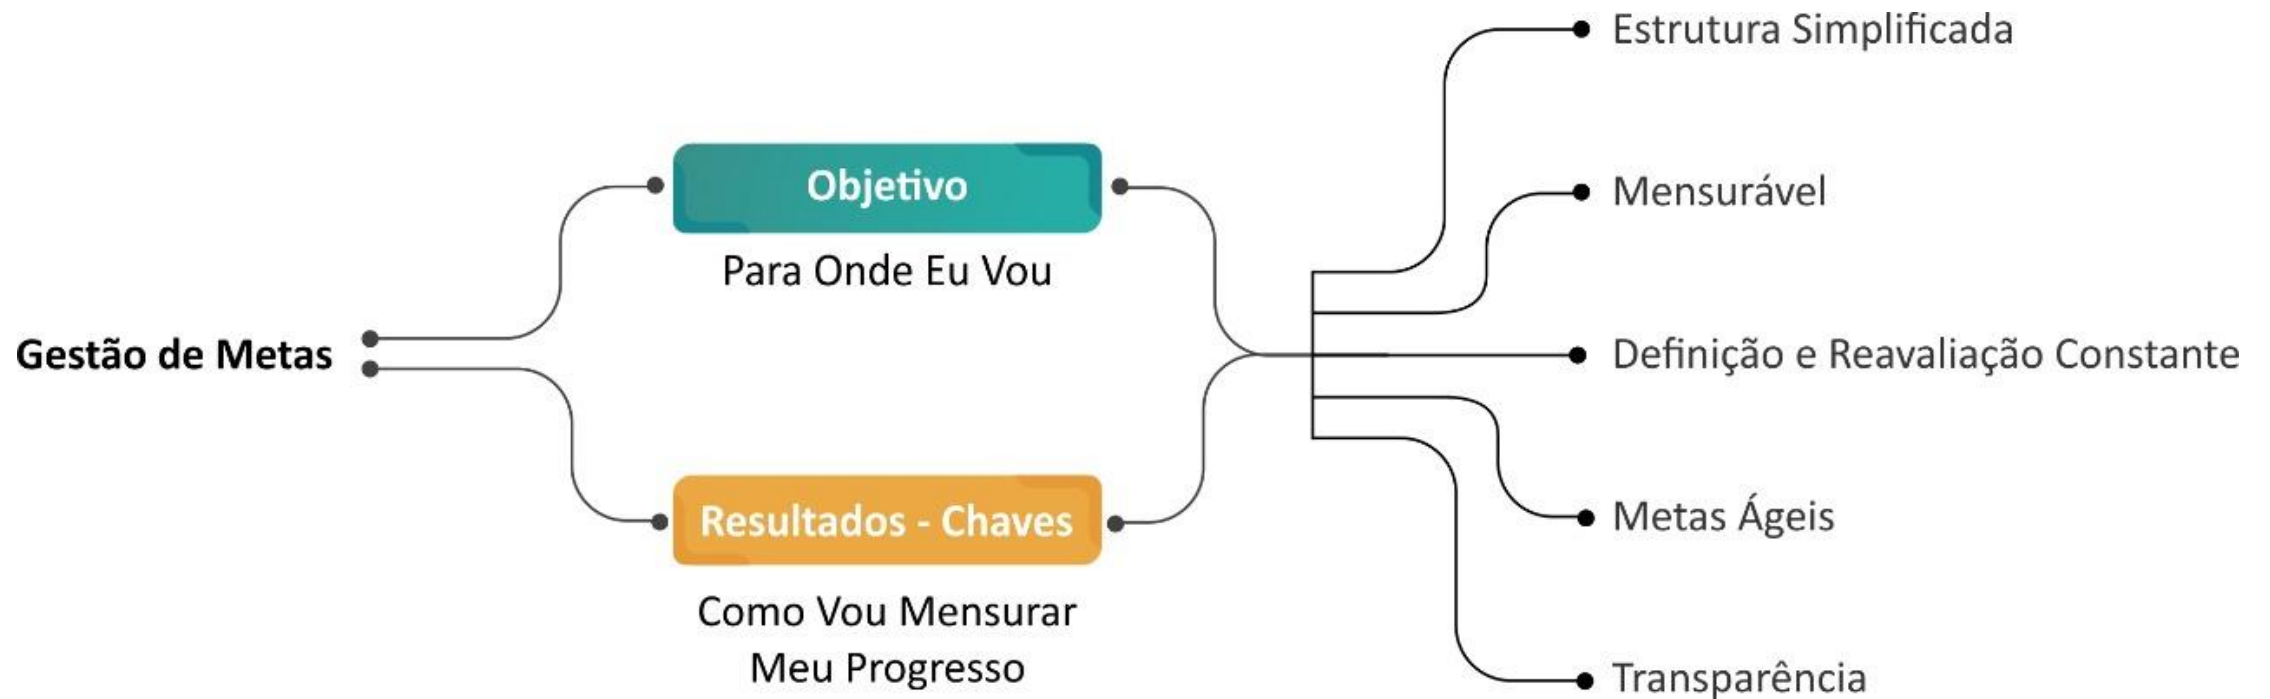 Gestão de Metas
Objetivo
Para Onde Eu Vou
Resultados - Chaves
Como Vou Mensurar
Meu Progresso
Estrutura Simplificada
Mensurável
Definição e Reavaliação Constante
Metas Ágeis
Transparência